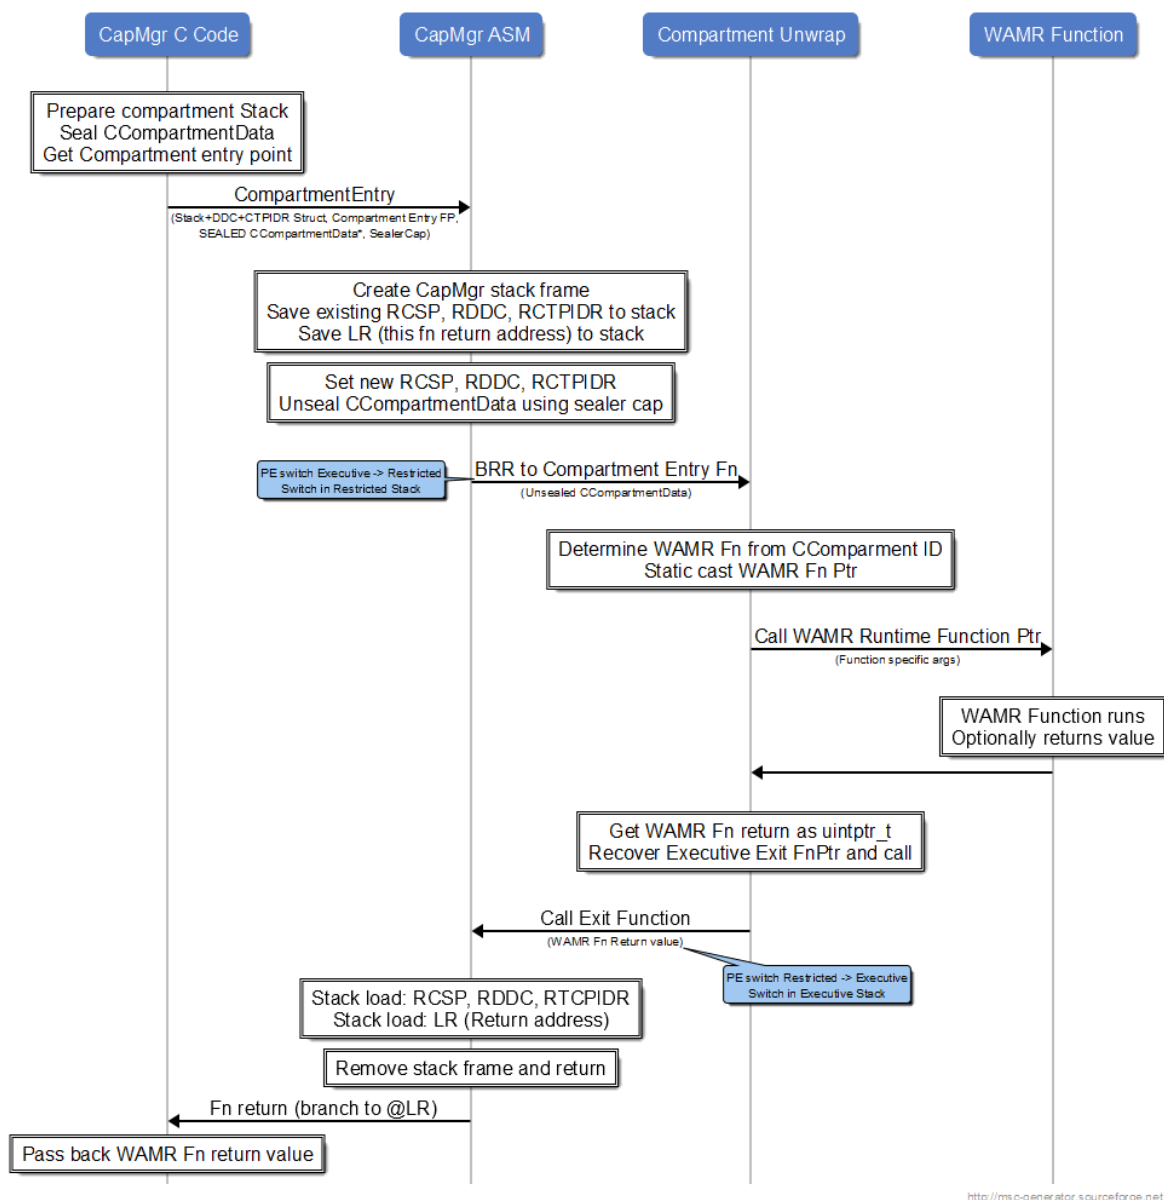 CapMgr C Code
CapMgr ASM
Compartment Unwrap
WAMR Function
Prepare compartment Stack
Seal CCompartmentData
Get Compartment entry point
CompartmentEntry
(Stack+DDC+CTPIDR Struct, Compartment Entry FP,
SEALED CCompartmentData*, SealerCap)
Create CapMgr stack frame
Save existing RCSP, RDDC, RCTPIDR to stack
Save LR (this fn return address) to stack
Set new RCSP, RDDC, RCTPIDR
Unseal CCompartmentData using sealer cap
PE switch Executive -> Restricted
Switch in Restricted Stack
BRR to Compartment Entry Fn
(Unsealed CCompartmentData)
Determine WAMR Fn from CComparment ID
Static cast WAMR Fn Ptr
Call WAMR Runtime Function Ptr
(Function specific args)
WAMR Function runs
Optionally returns value
Get WAMR Fn return as uintptr_t
Recover Executive Exit FnPtr and call
Call Exit Function
(WAMR Fn Return value)
PE switch Restricted -> Executive
Switch in Executive Stack
Stack load: RCSP, RDDC, RTCPIDR
Stack load: LR (Return address)
Remove stack frame and return
Fn return (branch to @LR)
Pass back WAMR Fn return value
http://msc-generator.sourceforge.net